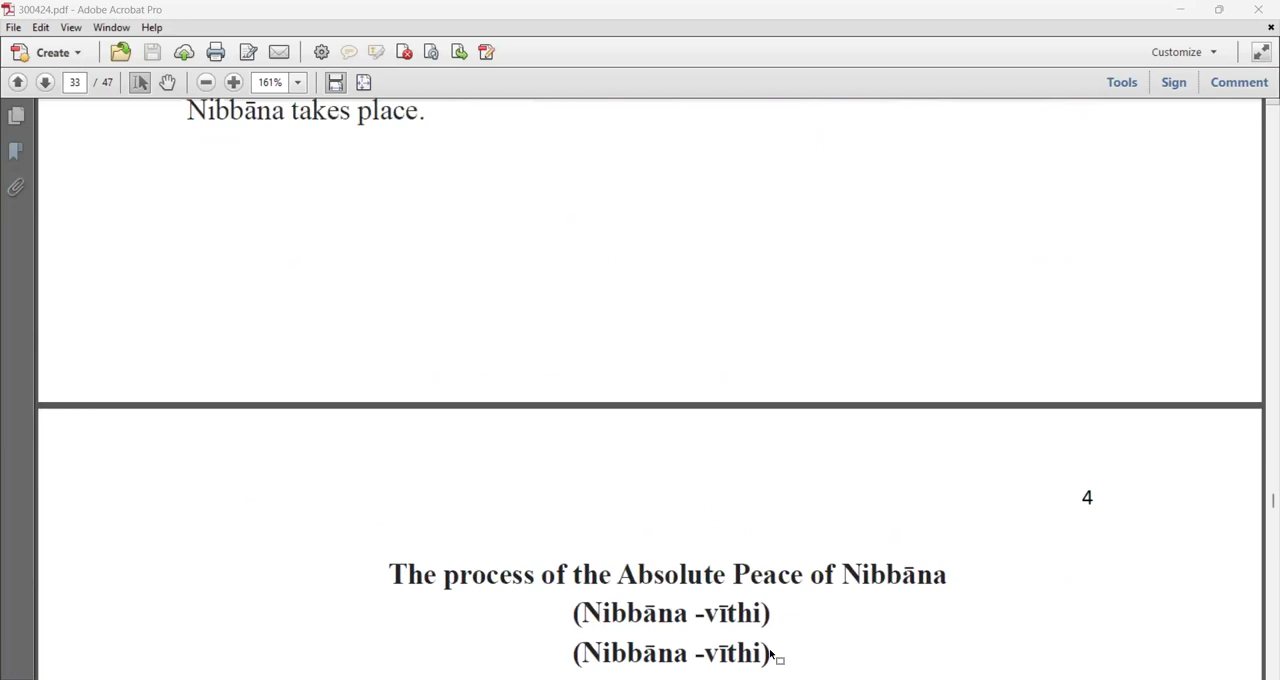 300424.pdf - Adobe Acrobat Pro
File Edit View Window Help
Create Customize
33 / 47 161% Tools Sign Comment
Nibbāna takes place.
4
The process of the Absolute Peace of Nibbāna
(Nibbāna -vīthi)
(Nibbāna -vīthi)